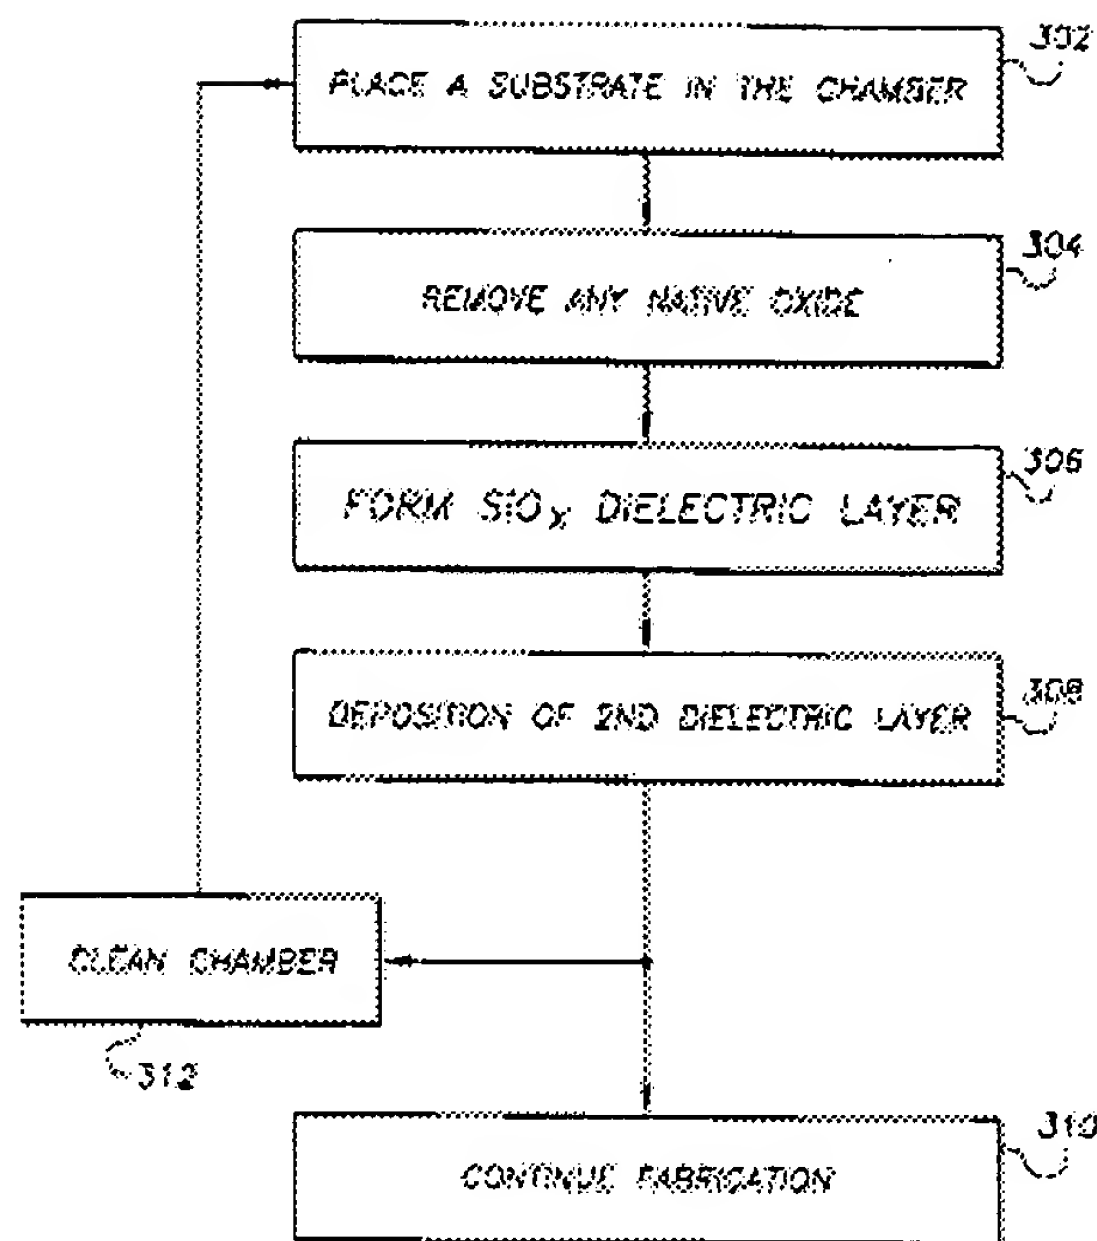 302
PLACE A SUBSTRATE IN THE CHAMBER
304
REMOVE ANY NATIVE OXIDE
306
FORM SiOx DIELECTRIC LAYER
308
DEPOSITION OF 2ND DIELECTRIC LAYER
CLEAN CHAMBER
312
310
CONTINUE FABRICATION